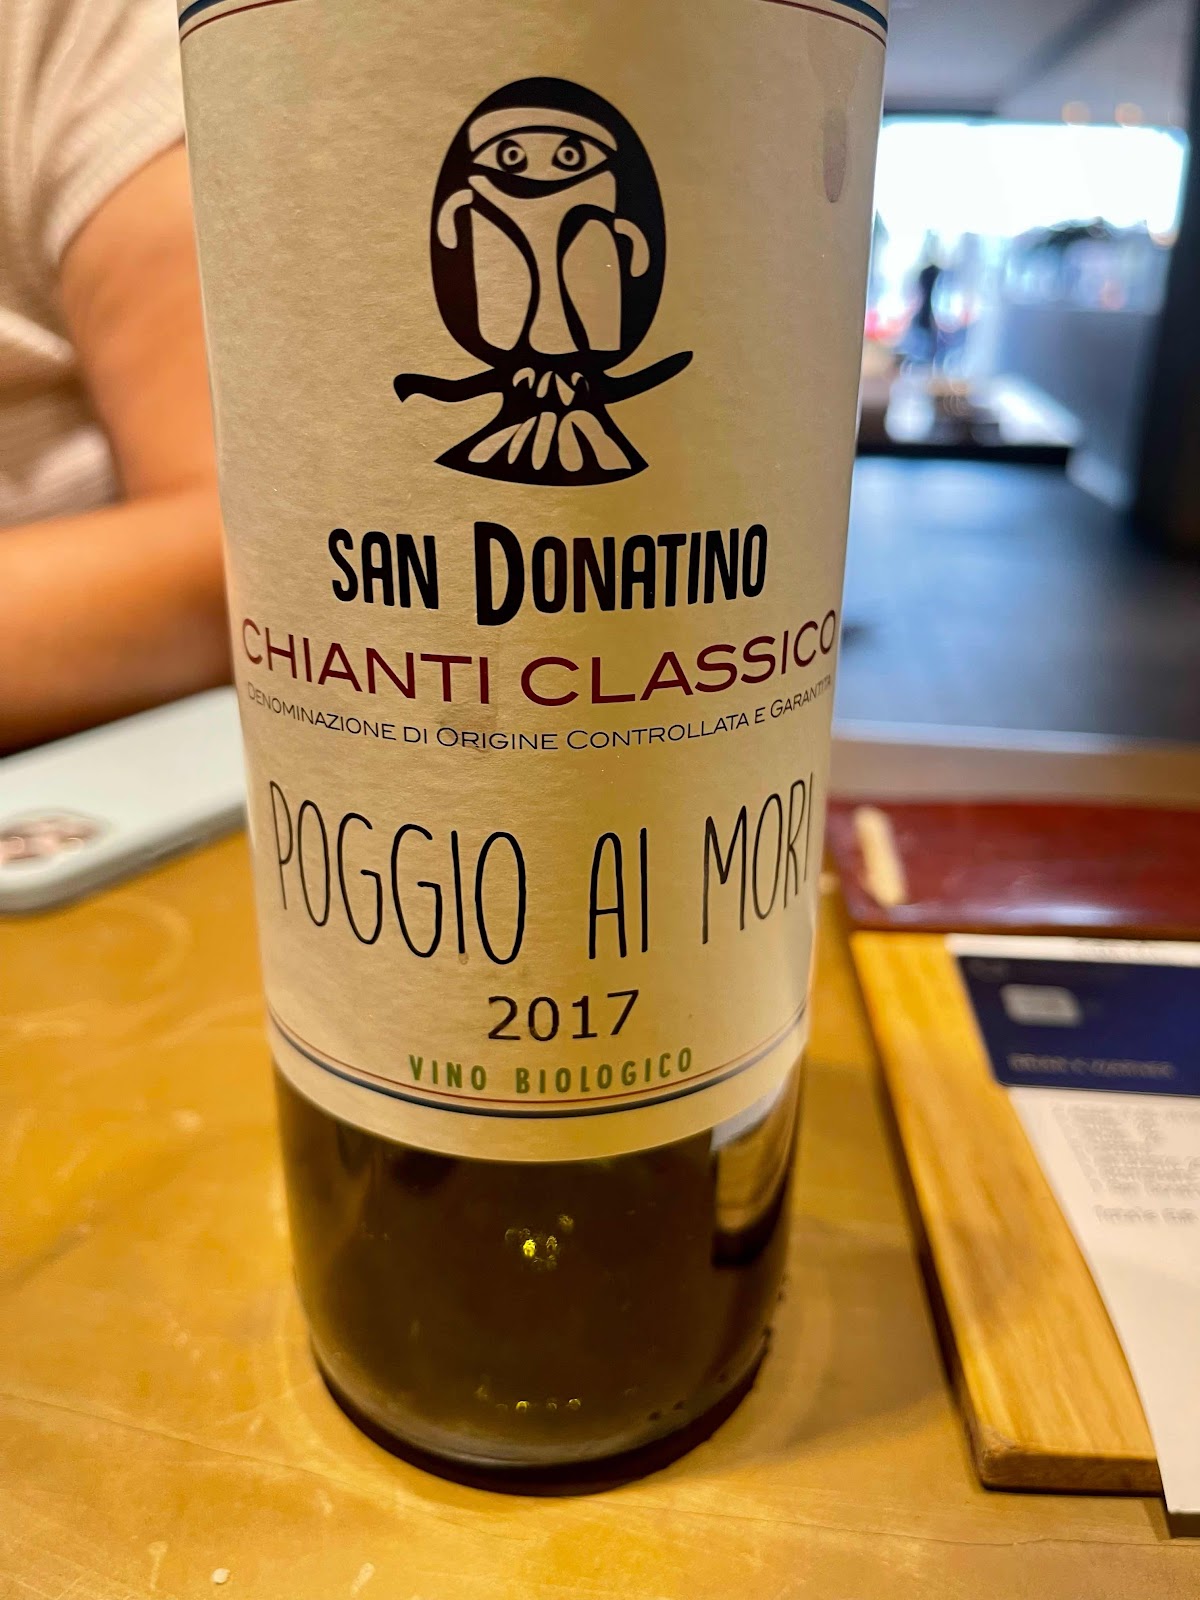 SAN DONATINO
CHIANTI CLASSICO
DENOMINAZIONE DI ORIGINE CONTROLLATA E GARANTITA
POGGIO AI MORI
2017
VINO BIOLOGICO